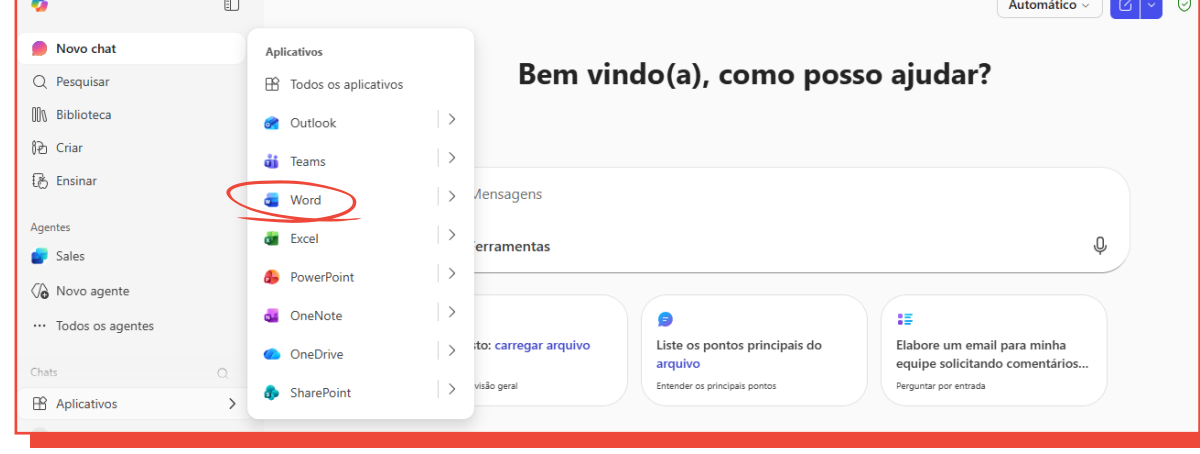 Automático
Novo chat
Pesquisar
Biblioteca
Criar
Ensinar
Agentes
Sales
Novo agente
Todos os agentes
Chats
Aplicativos
Aplicativos
Todos os aplicativos
Outlook
Teams
Word
Excel
PowerPoint
OneNote
OneDrive
SharePoint
Bem vindo(a), como posso ajudar?
Mensagens
erramentas
carregar arquivo
visão geral
Liste os pontos principais do
arquivo
Entender os principais pontos
Elabore um email para minha
equipe solicitando comentários...
Perguntar por entrada